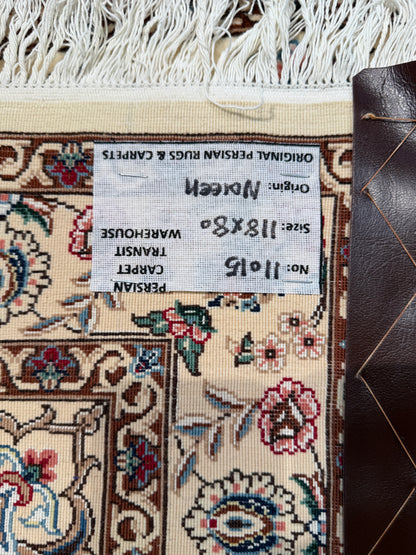 PERSIAN
CARPET
TRANSIT
WAREHOUSE
No: 11015
Size: 118x80
Origin: Naeen
ORIGINAL PERSIAN RUGS & CARPETS